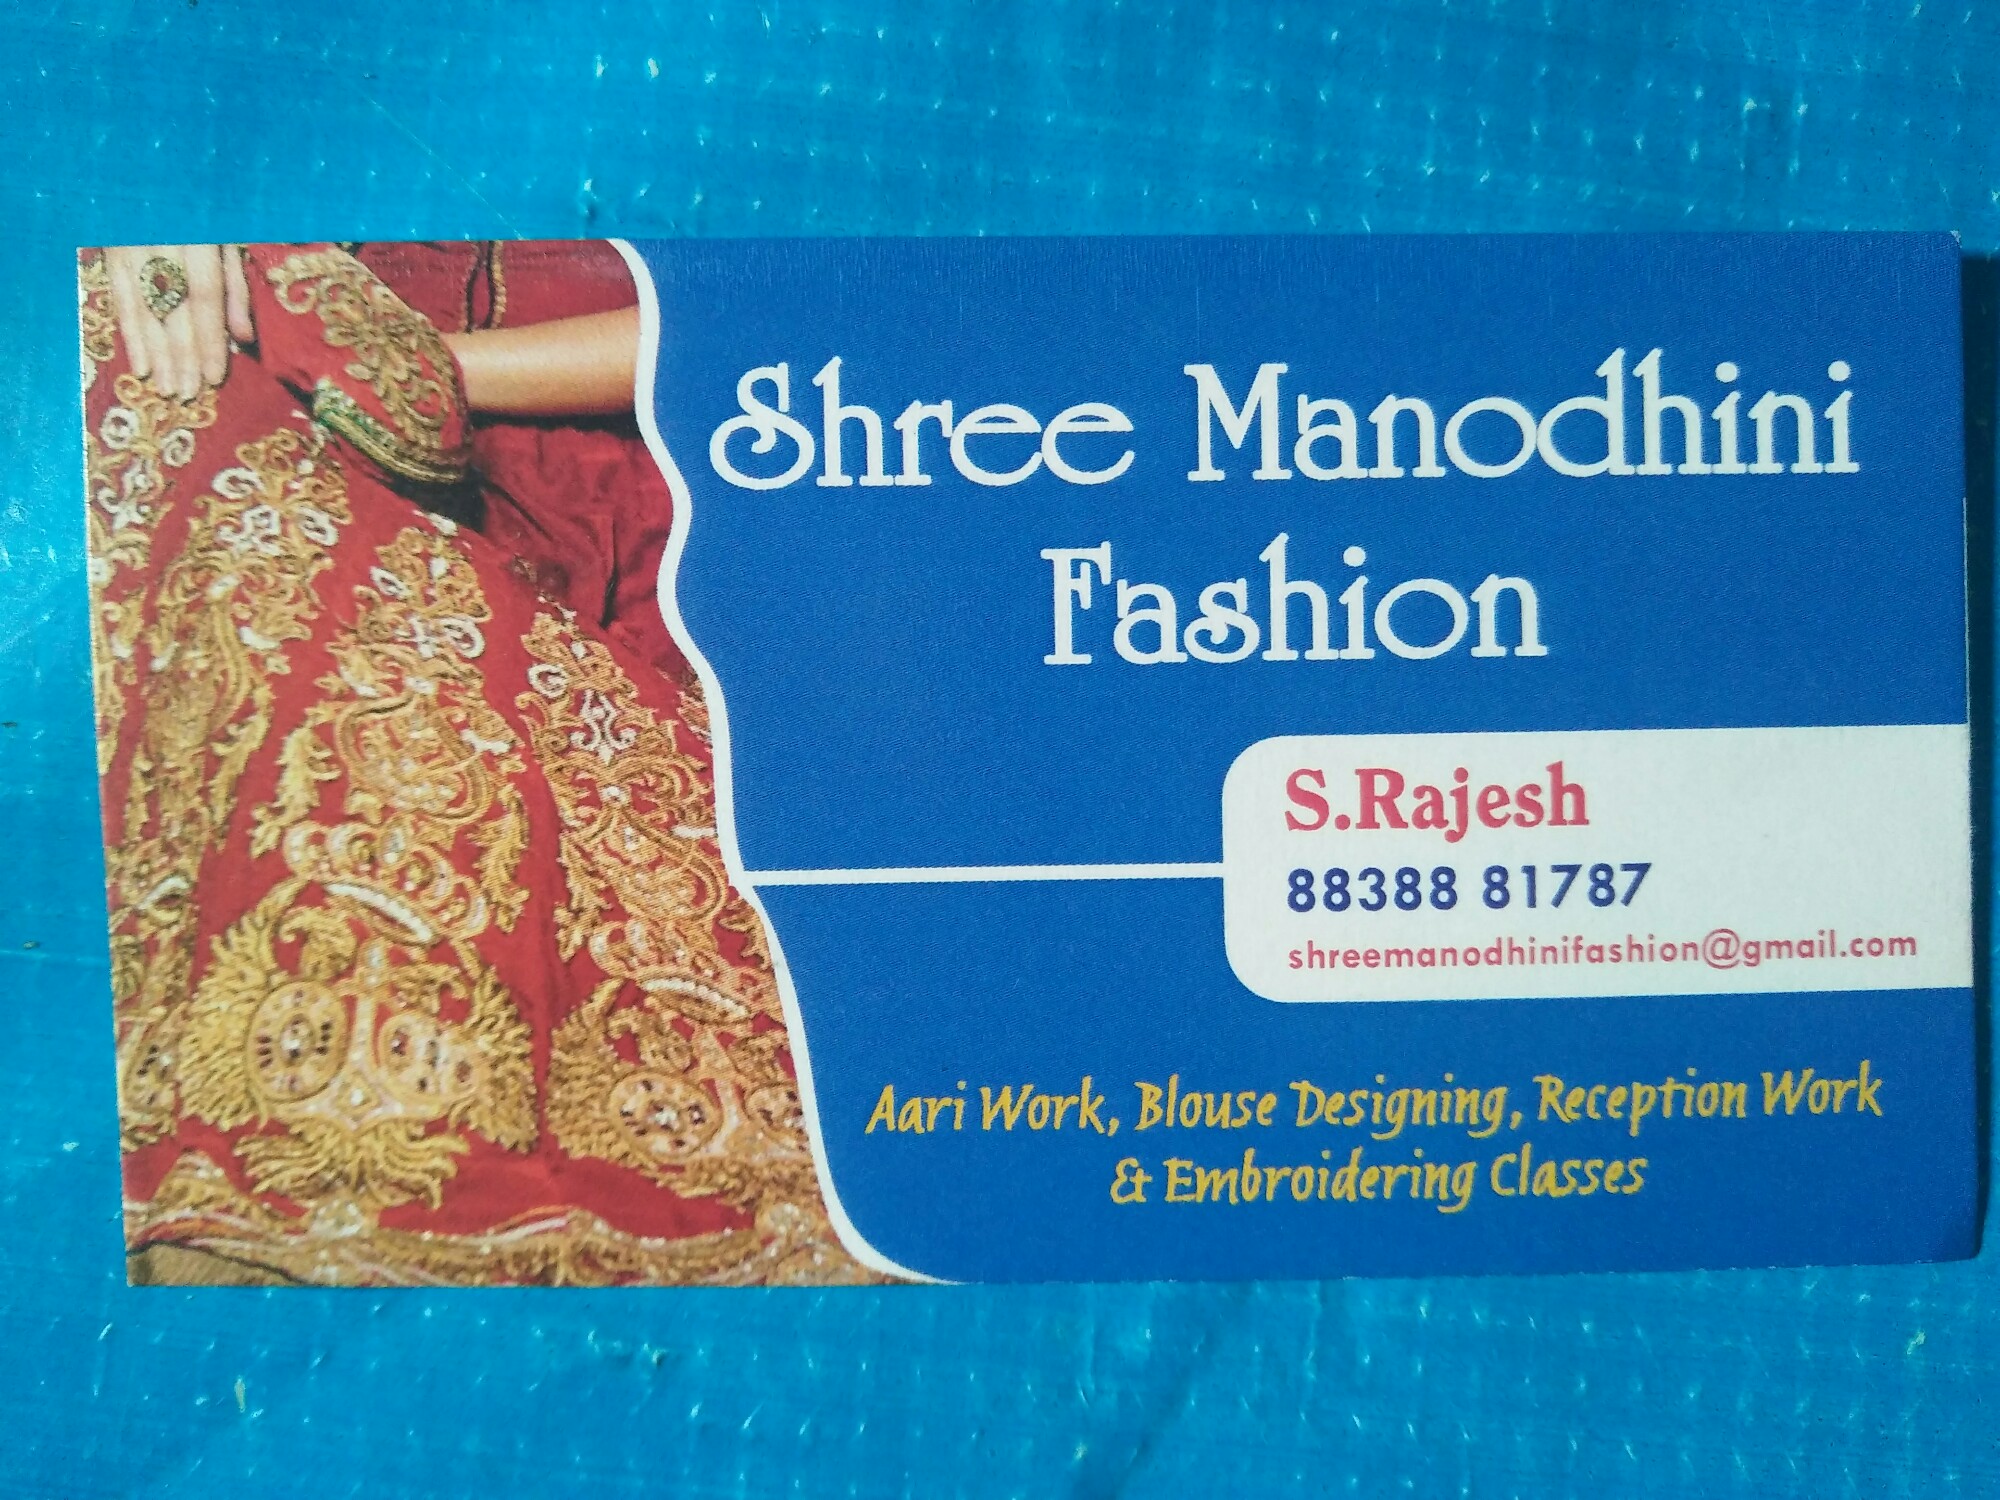 Shree Manodhini
Fashion
S.Rajesh
88388 81787
shreemanodhinifashion@gmail.com
Aari Work, Blouse Designing, Reception Work
& Embroidering Classes